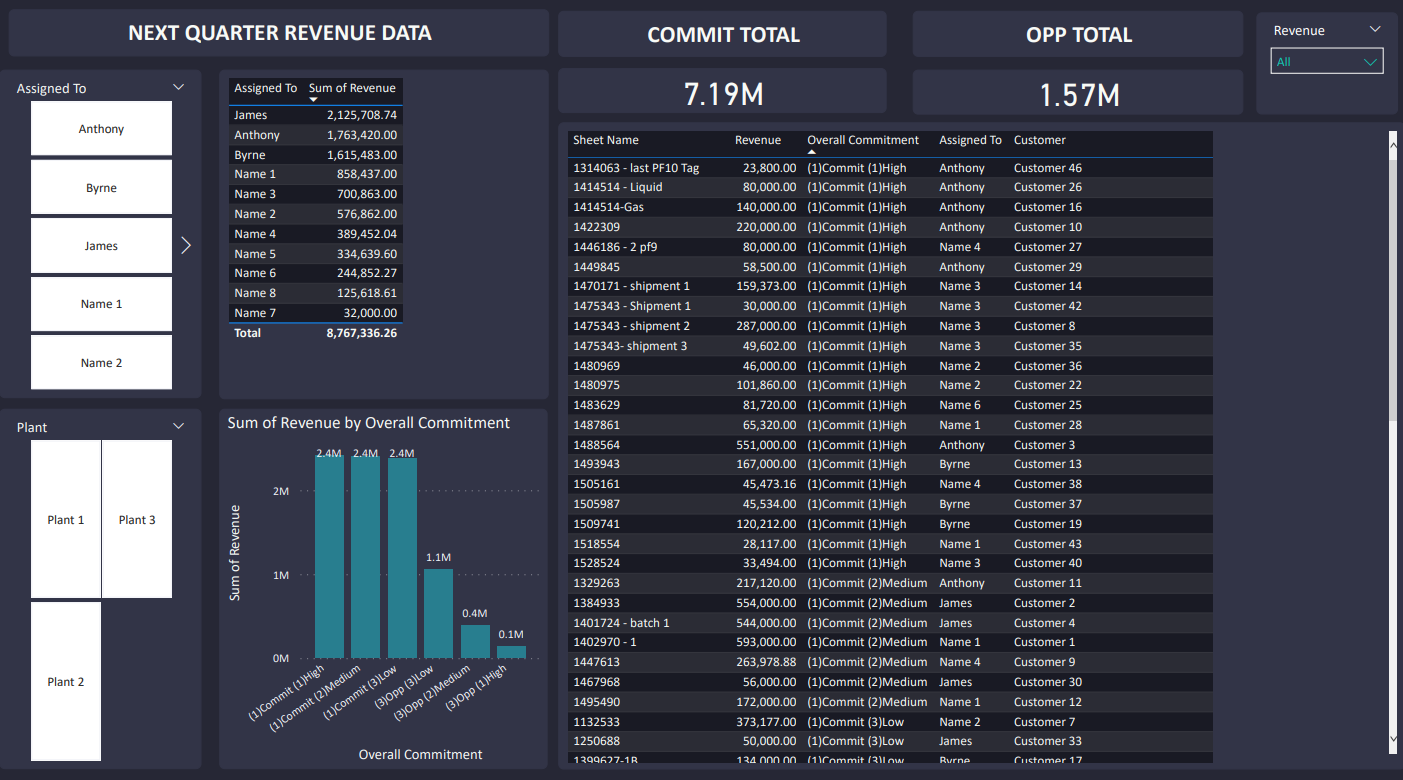 NEXT QUARTER REVENUE DATA
COMMIT TOTAL
OPP TOTAL
Revenue
All
7.19M
1.57M
Assigned To
Anthony
Byrne
James
Name 1
Name 2
Assigned To Sum of Revenue
James 2,125,708.74
Anthony 1,763,420.00
Byrne 1,615,483.00
Name 1 858,437.00
Name 3 700,863.00
Name 2 576,862.00
Name 4 389,452.04
Name 5 334,639.60
Name 6 244,852.27
Name 8 125,618.61
Name 7 32,000.00
Total 8,767,336.26
Plant
Plant 1
Plant 3
Plant 2
Sum of Revenue by Overall Commitment
2.4M 2.4M 2.4M
1.1M
0.4M
0.1M
2M
1M
0M
Sum of Revenue
(1)Commit (1)High
(1)Commit (2)Medium
(1)Commit (3)Low
(3)Opp (3)Low
(3)Opp (2)Medium
(3)Opp (1)High
Overall Commitment
Sheet Name Revenue Overall Commitment Assigned To Customer
1314063 - last PF10 Tag 23,800.00 (1)Commit (1)High Anthony Customer 46
1414514 - Liquid 80,000.00 (1)Commit (1)High Anthony Customer 26
1414514-Gas 140,000.00 (1)Commit (1)High Anthony Customer 16
1422309 220,000.00 (1)Commit (1)High Anthony Customer 10
1446186 - 2 pf9 80,000.00 (1)Commit (1)High Name 4 Customer 27
1449845 58,500.00 (1)Commit (1)High Anthony Customer 29
1470171 - shipment 1 159,373.00 (1)Commit (1)High Name 3 Customer 14
1475343 - Shipment 1 30,000.00 (1)Commit (1)High Name 3 Customer 42
1475343 - shipment 2 287,000.00 (1)Commit (1)High Name 3 Customer 8
1475343- shipment 3 49,602.00 (1)Commit (1)High Name 3 Customer 35
1480969 46,000.00 (1)Commit (1)High Name 2 Customer 36
1480975 101,860.00 (1)Commit (1)High Name 2 Customer 22
1483629 81,720.00 (1)Commit (1)High Name 6 Customer 25
1487861 65,320.00 (1)Commit (1)High Name 1 Customer 28
1488564 551,000.00 (1)Commit (1)High Anthony Customer 3
1493943 167,000.00 (1)Commit (1)High Byrne Customer 13
1505161 45,473.16 (1)Commit (1)High Name 4 Customer 38
1505987 45,534.00 (1)Commit (1)High Byrne Customer 37
1509741 120,212.00 (1)Commit (1)High Byrne Customer 19
1518554 28,117.00 (1)Commit (1)High Name 1 Customer 43
1528524 33,494.00 (1)Commit (1)High Name 3 Customer 40
1329263 217,120.00 (1)Commit (2)Medium Anthony Customer 11
1384933 554,000.00 (1)Commit (2)Medium James Customer 2
1401724 - batch 1 544,000.00 (1)Commit (2)Medium James Customer 4
1402970 - 1 593,000.00 (1)Commit (2)Medium Name 1 Customer 1
1447613 263,978.88 (1)Commit (2)Medium Name 4 Customer 9
1467968 56,000.00 (1)Commit (2)Medium James Customer 30
1495490 172,000.00 (1)Commit (2)Medium Name 1 Customer 12
1132533 373,177.00 (1)Commit (3)Low Name 2 Customer 7
1250688 50,000.00 (1)Commit (3)Low James Customer 33
1399627-1B 134,000.00 (1)Commit (3)Low Byrne Customer 17